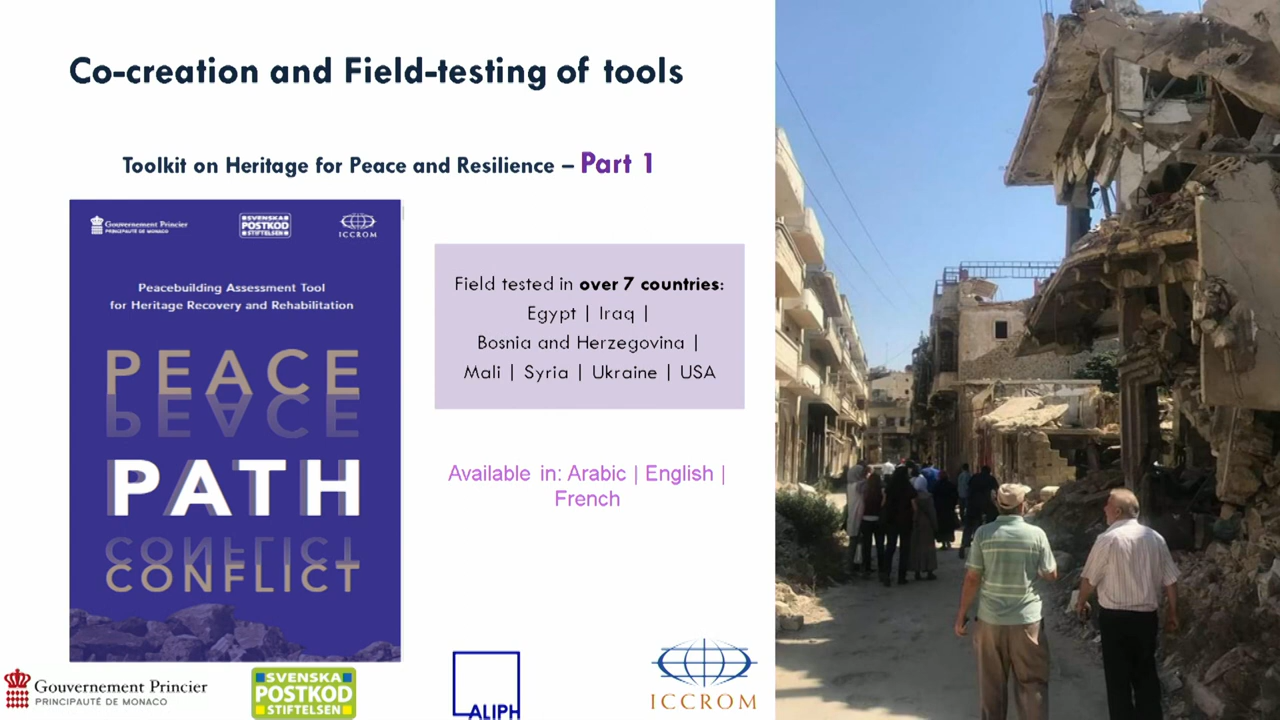 Co-creation and Field-testing of tools
Toolkit on Heritage for Peace and Resilience – Part 1
Gouvernement Princier
PRINCIPAUTÉ DE MONACO
SVENSKA
POSTKOD
STIFTELSEN
ICCROM
Peacebuilding Assessment Tool
for Heritage Recovery and Rehabilitation
PEACE
PEACE
PATH
CONFLICT
CONFLICT
Field tested in over 7 countries:
Egypt | Iraq |
Bosnia and Herzegovina |
Mali | Syria | Ukraine | USA
Available in: Arabic | English |
French
Gouvernement Princier
PRINCIPAUTÉ DE MONACO
SVENSKA
POSTKOD
STIFTELSEN
ALIPH
ICCROM